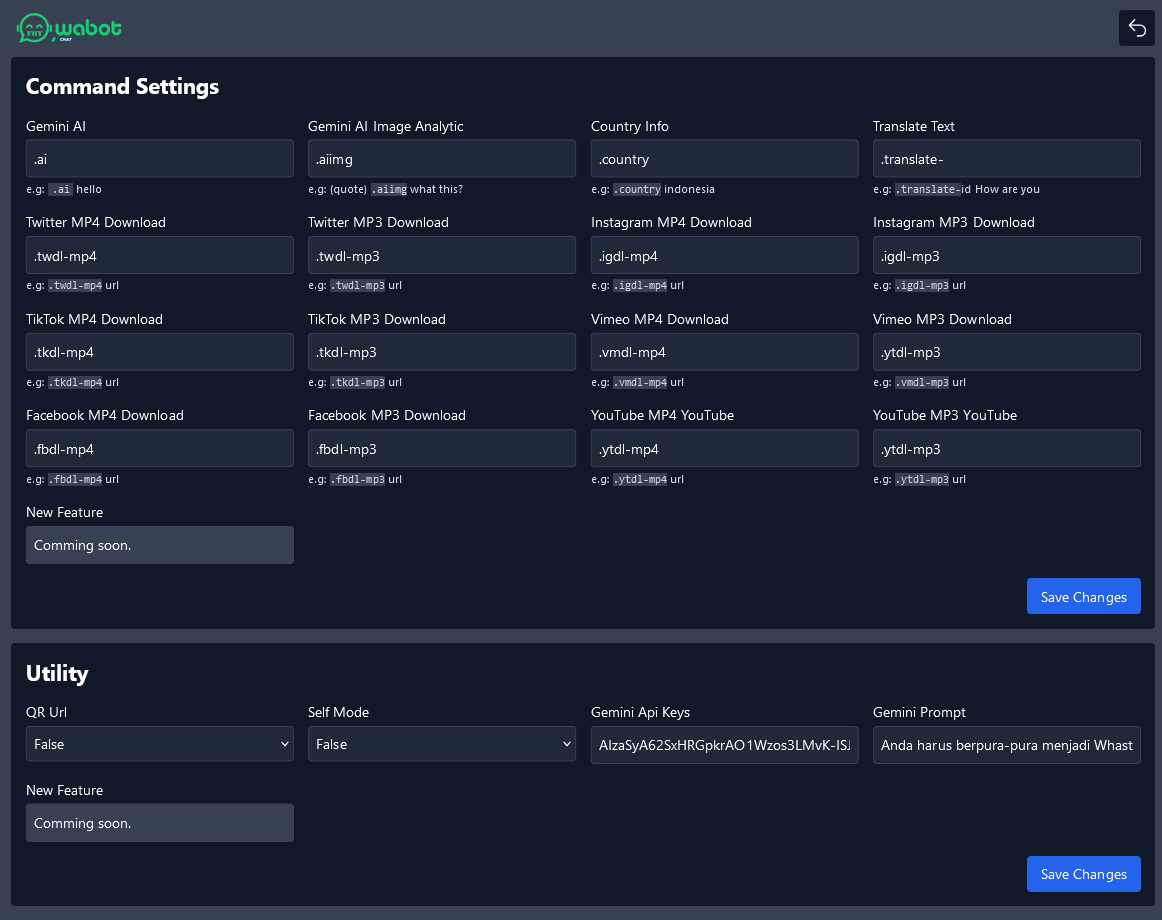 FHY wabot
CHAT
Command Settings
Gemini AI
.ai
e.g: .ai hello
Gemini AI Image Analytic
.aiimg
e.g: (quote) .aiimg what this?
Country Info
.country
e.g: .country indonesia
Translate Text
.translate-
e.g: .translate-id How are you
Twitter MP4 Download
.twdl-mp4
e.g: .twdl-mp4 url
Twitter MP3 Download
.twdl-mp3
e.g: .twdl-mp3 url
Instagram MP4 Download
.igdl-mp4
e.g: .igdl-mp4 url
Instagram MP3 Download
.igdl-mp3
e.g: .igdl-mp3 url
TikTok MP4 Download
.tkdl-mp4
e.g: .tkdl-mp4 url
TikTok MP3 Download
.tkdl-mp3
e.g: .tkdl-mp3 url
Vimeo MP4 Download
.vmdl-mp4
e.g: .vmdl-mp4 url
Vimeo MP3 Download
.ytdl-mp3
e.g: .vmdl-mp3 url
Facebook MP4 Download
.fbdl-mp4
e.g: .fbdl-mp4 url
Facebook MP3 Download
.fbdl-mp3
e.g: .fbdl-mp3 url
YouTube MP4 YouTube
.ytdl-mp4
e.g: .ytdl-mp4 url
YouTube MP3 YouTube
.ytdl-mp3
e.g: .ytdl-mp3 url
New Feature
Comming soon.
Save Changes
Utility
QR Url
False
Self Mode
False
Gemini Api Keys
AIzaSyA62SxHRGpkrAO1Wzos3LMvK-ISJ
Gemini Prompt
Anda harus berpura-pura menjadi Whast
New Feature
Comming soon.
Save Changes